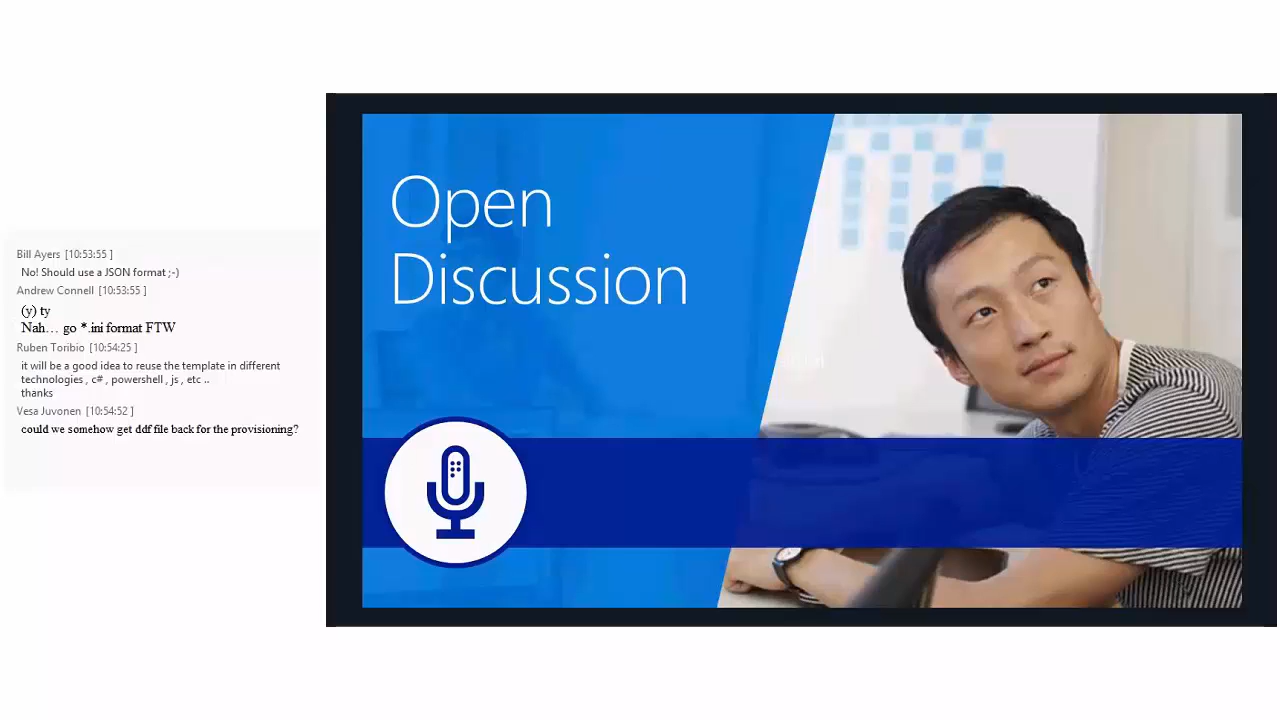 Bill Ayers [10:53:55 ]
No! Should use a JSON format ;-)
Andrew Connell [10:53:55 ]
(y) ty
Nah… go *.ini format FTW
Ruben Toribio [10:54:25 ]
it will be a good idea to reuse the template in different
technologies , c# , powershell , js , etc ..
thanks
Vesa Juvonen [10:54:52 ]
could we somehow get ddf file back for the provisioning?
Open
Discussion